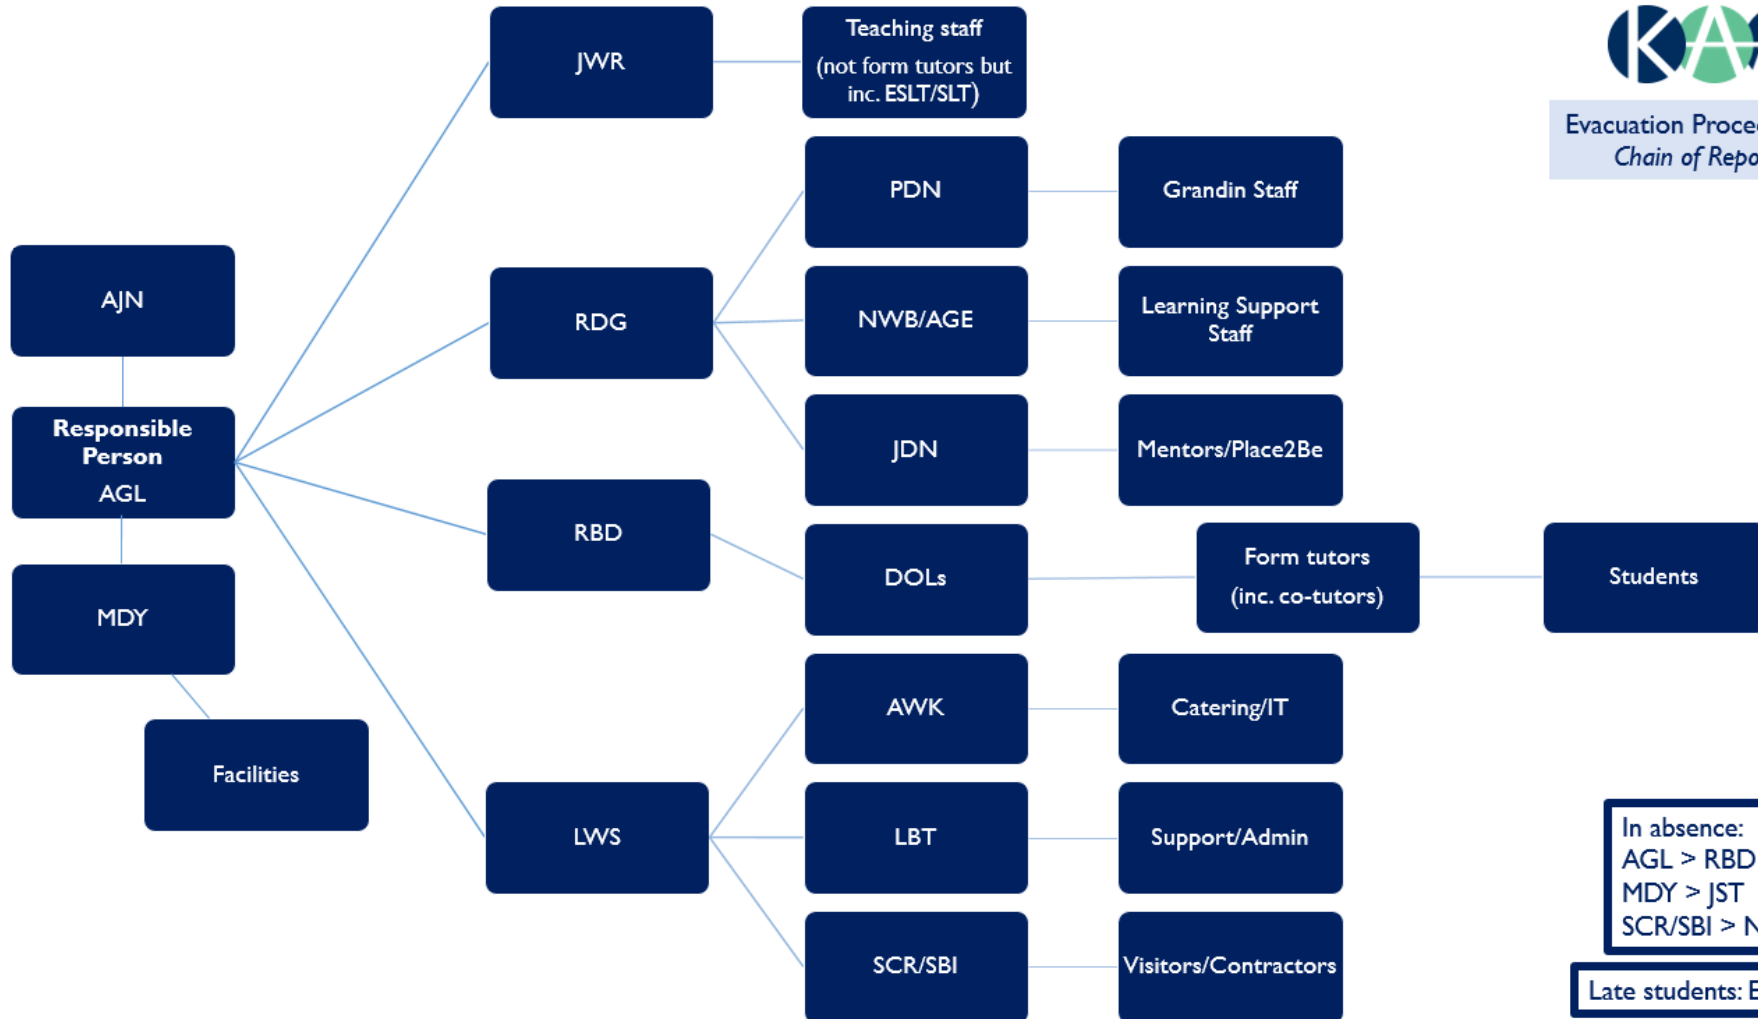 JWR
Teaching staff
(not form tutors but
inc. ESLT/SLT)
KA
Evacuation
Chain of
PDN
Grandin Staff
AJN
RDG
NWB/AGE
Learning Support
Staff
Responsible
Person
AGL
JDN
Mentors/Place2Be
RBD
DOLs
Form tutors
(inc. co-tutors)
Students
MDY
Facilities
AWK
Catering/IT
LWS
LBT
Support/Admin
SCR/SBI
Visitors/Contractors
In absence:
AGL > RBD
MDY > JST
SCR/SBI >
Late students: